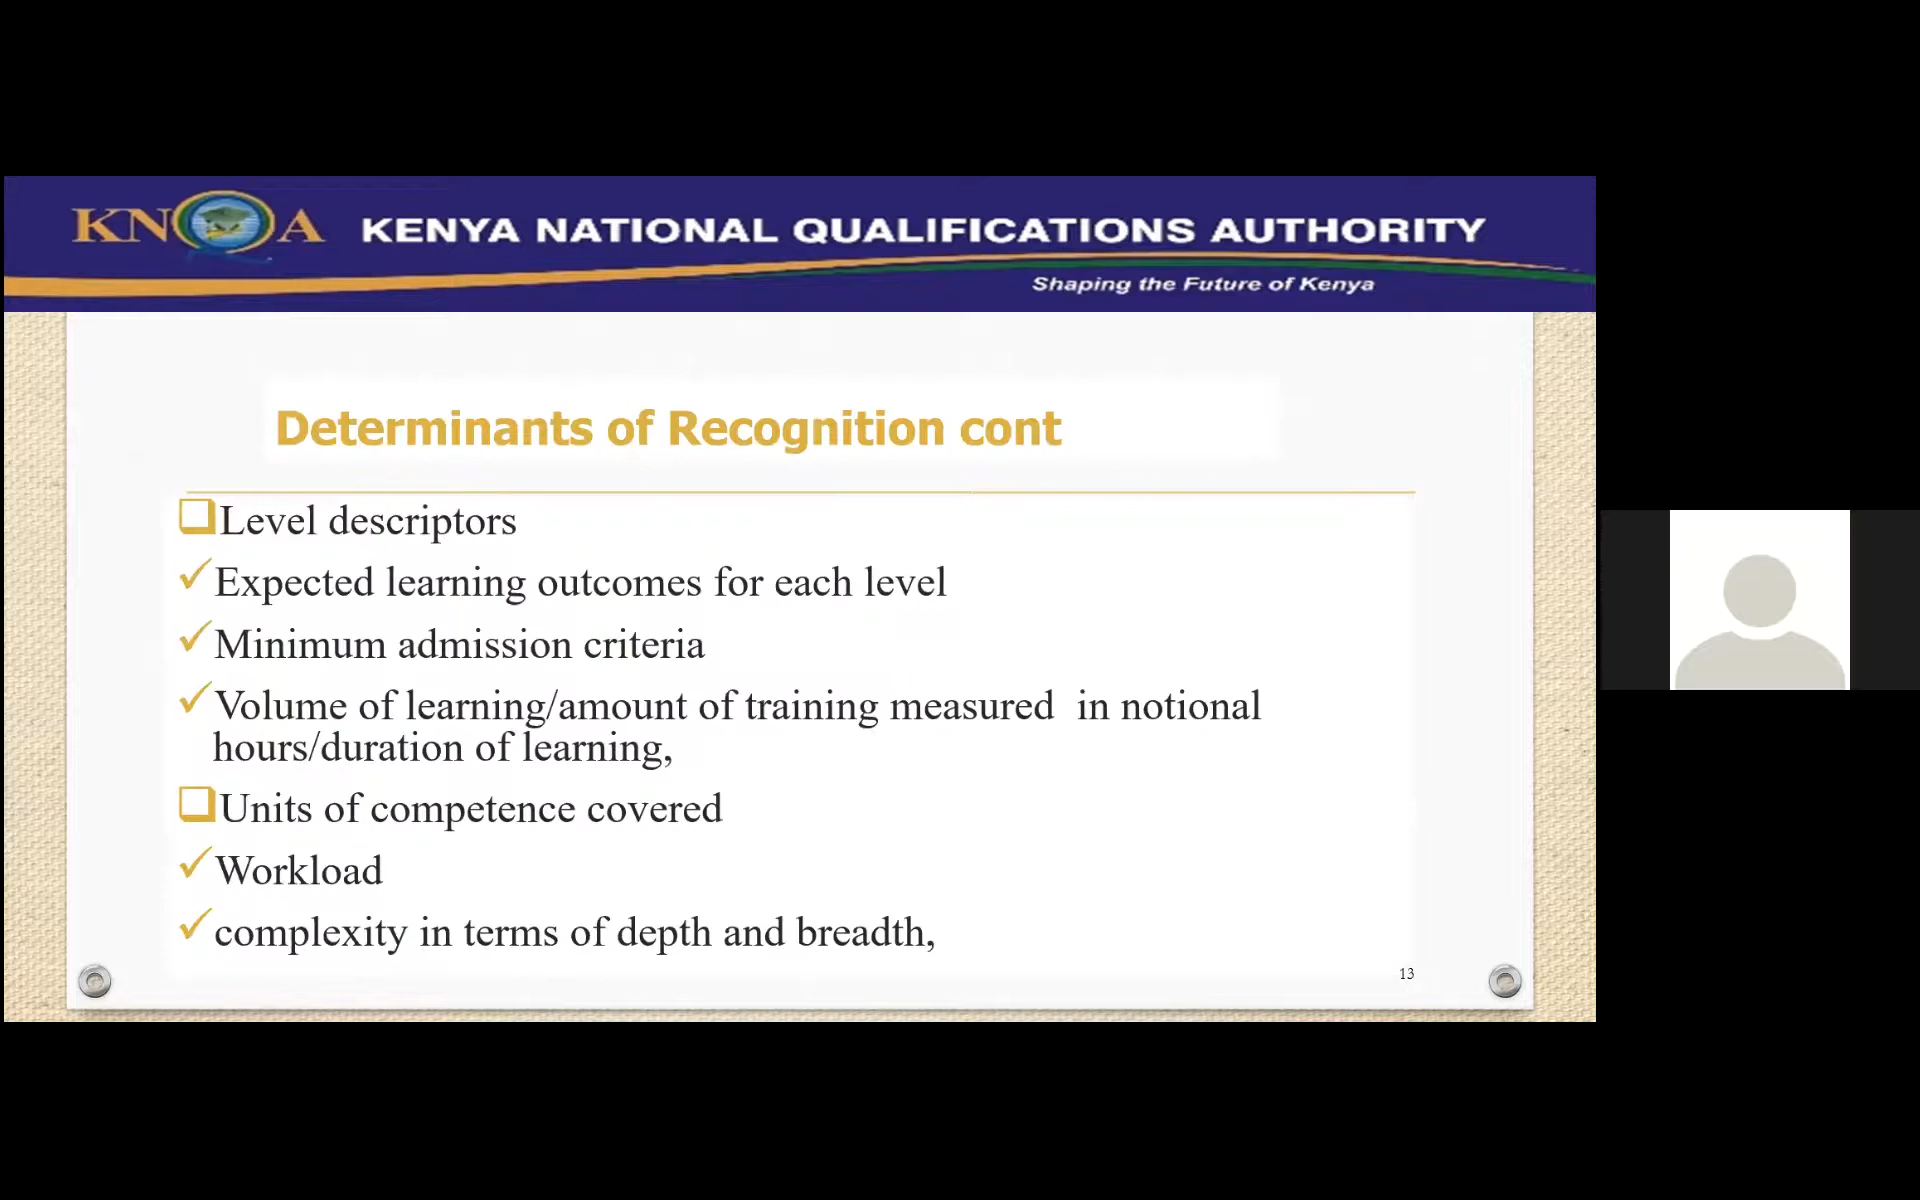 KNQA KENYA NATIONAL QUALIFICATIONS AUTHORITY
Shaping the Future of Kenya
Determinants of Recognition cont
Level descriptors
Expected learning outcomes for each level
Minimum admission criteria
Volume of learning/amount of training measured  in notional
hours/duration of learning,
Units of competence covered
Workload
complexity in terms of depth and breadth,
13